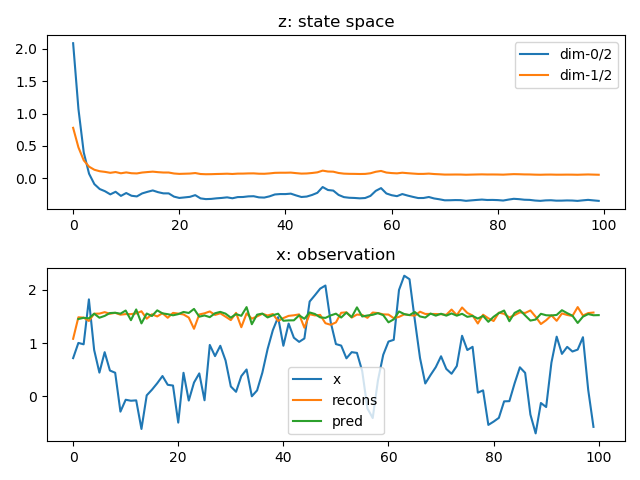 z: state space
2.0
1.5
1.0
0.5
0.0
dim-0/2
dim-1/2
0 20 40 60 80 100
x: observation
2
1
0
x
recons
pred
0 20 40 60 80 100